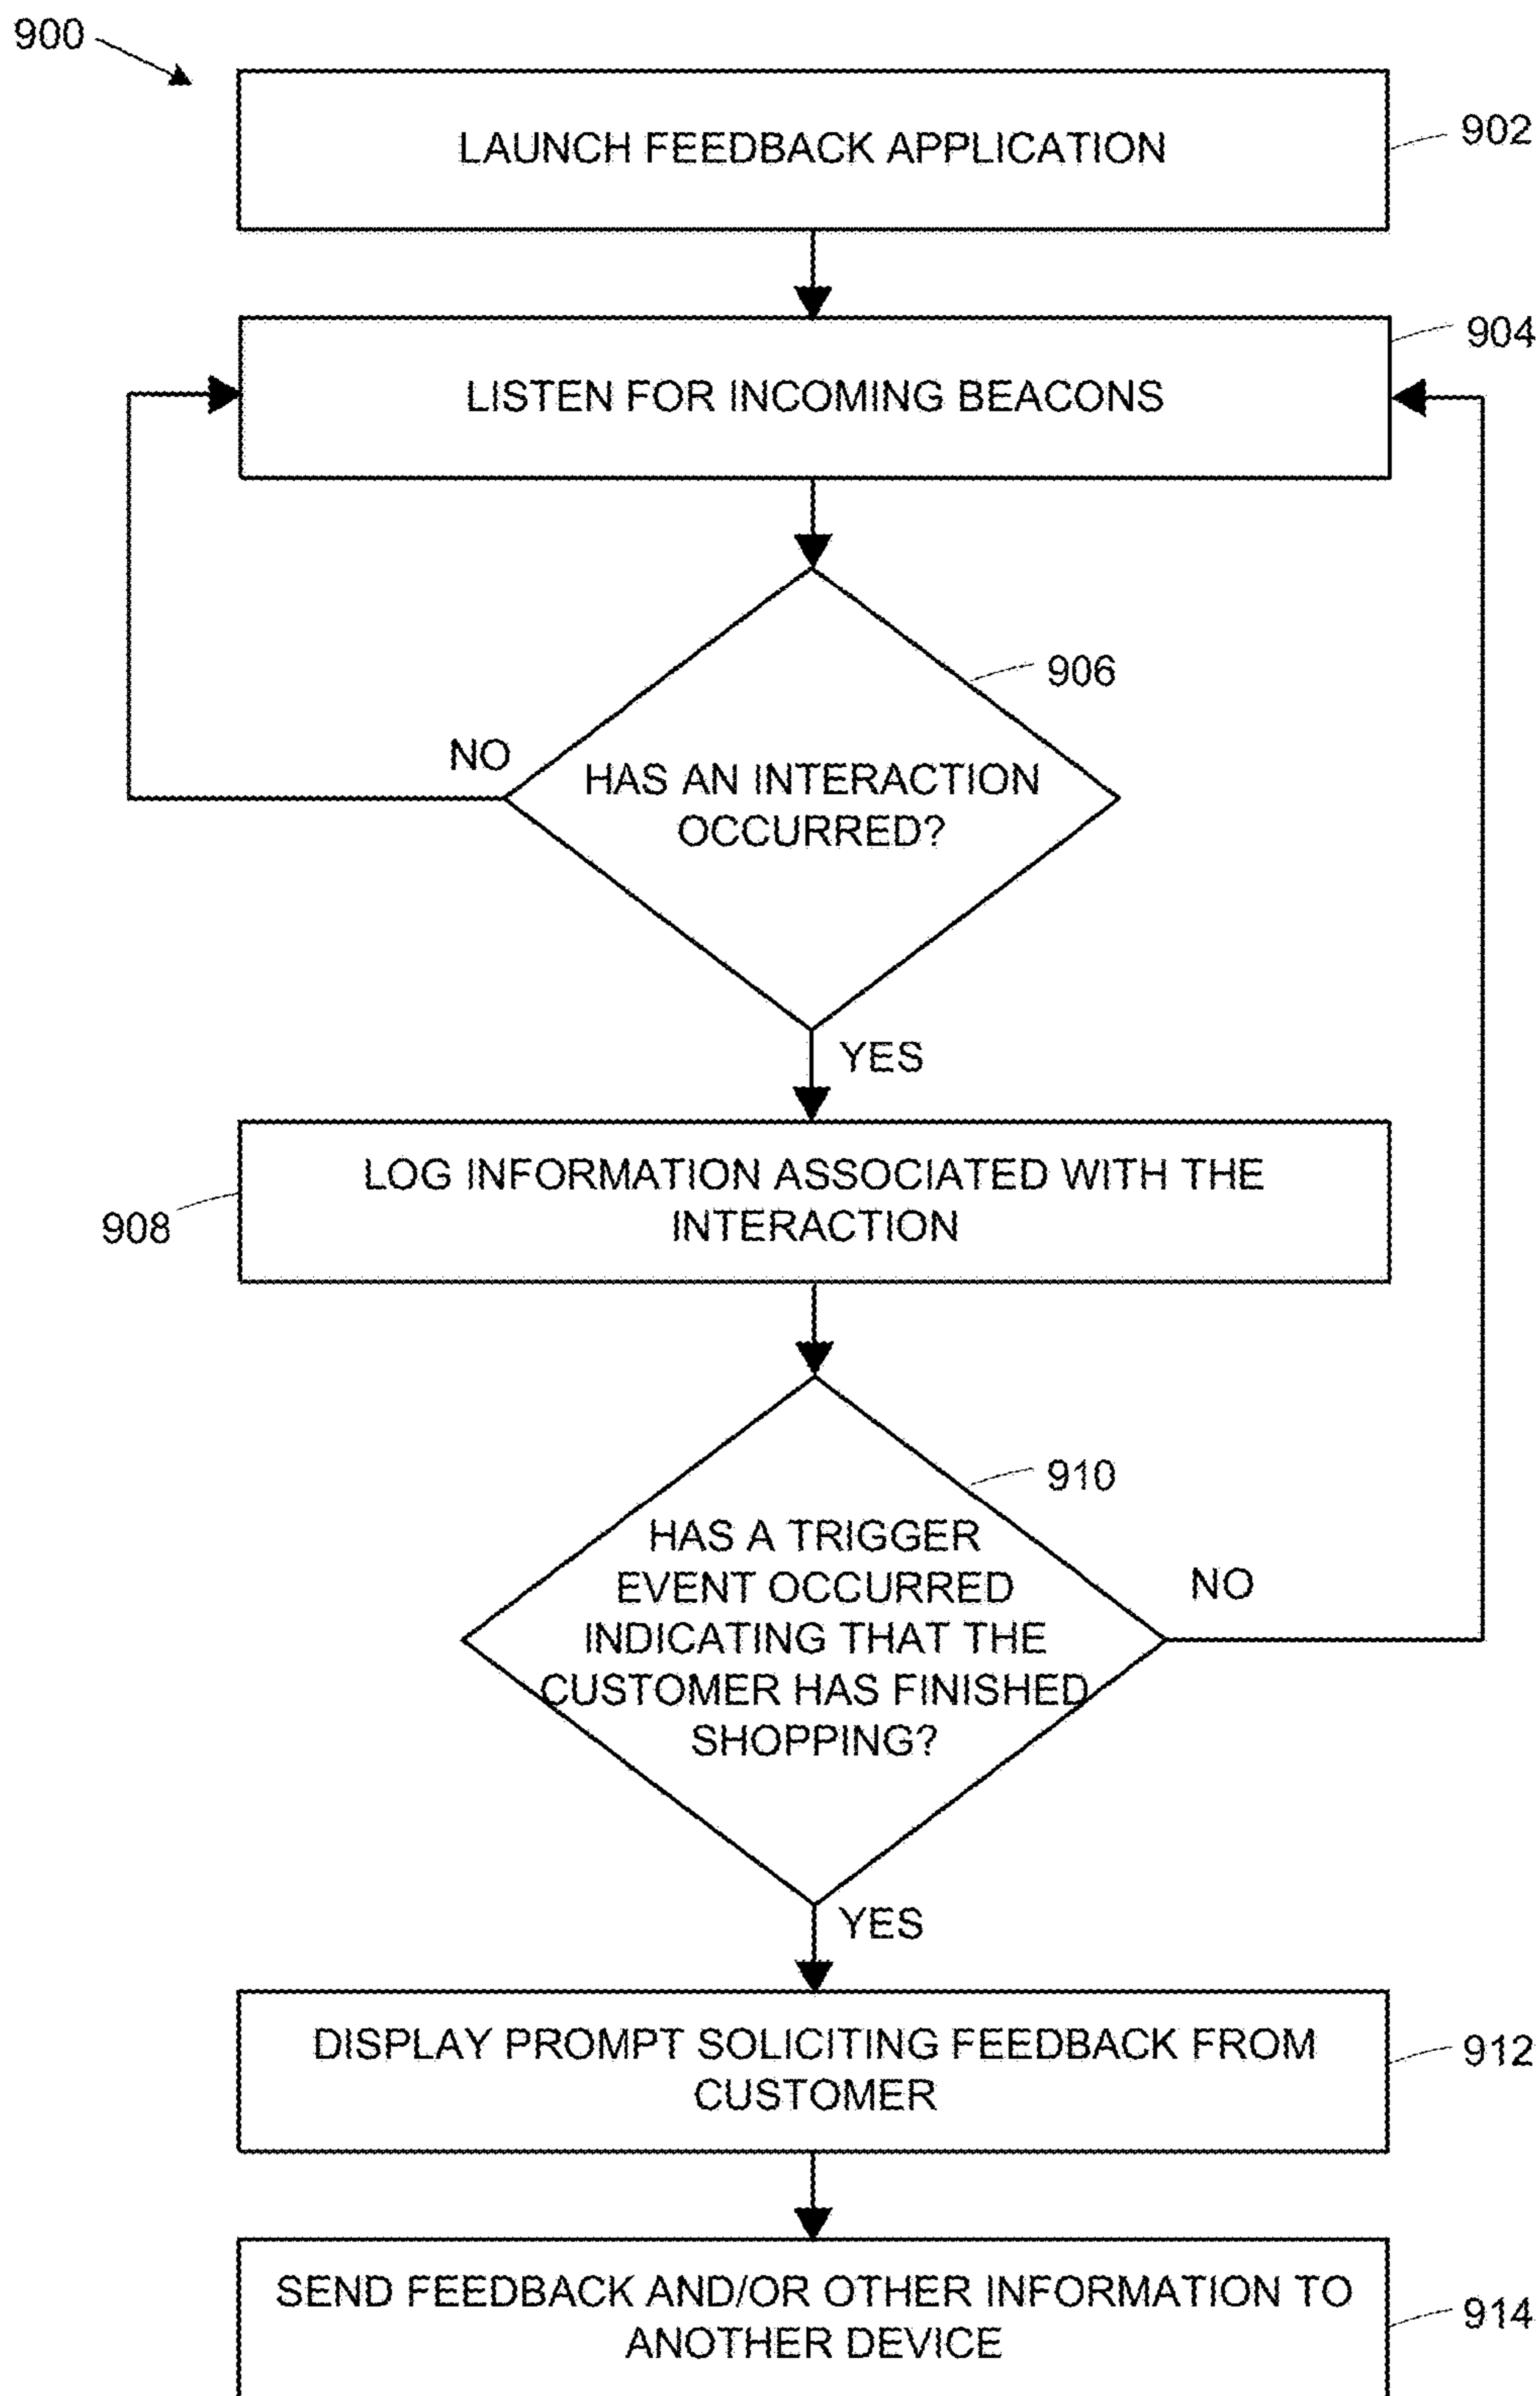 900
LAUNCH FEEDBACK APPLICATION
902
LISTEN FOR INCOMING BEACONS
904
906
NO
HAS AN INTERACTION
OCCURRED?
YES
LOG INFORMATION ASSOCIATED WITH THE
INTERACTION
908
910
HAS A TRIGGER
EVENT OCCURRED
INDICATING THAT THE
CUSTOMER HAS FINISHED
SHOPPING?
NO
YES
DISPLAY PROMPT SOLICITING FEEDBACK FROM
CUSTOMER
912
SEND FEEDBACK AND/OR OTHER INFORMATION TO
ANOTHER DEVICE
914